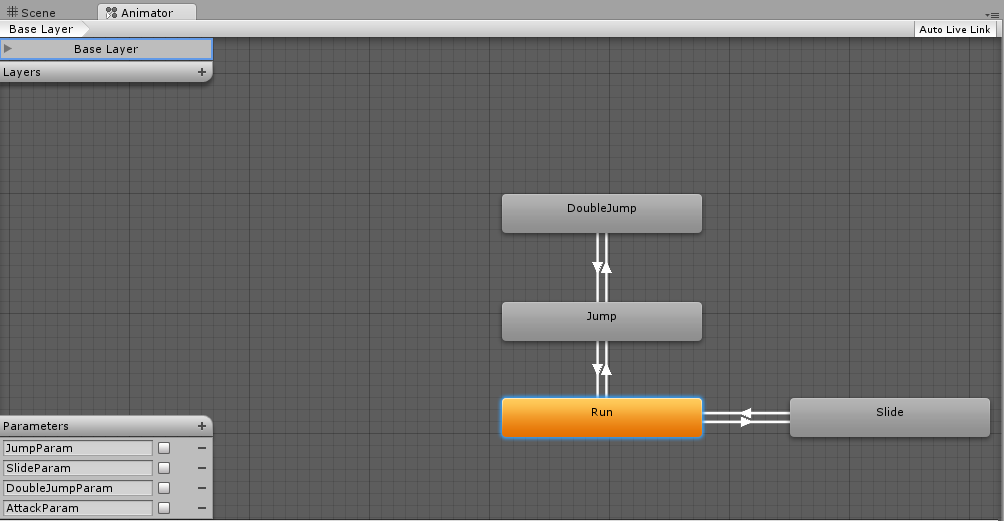 Scene
Animator
Base Layer
Auto Live Link
Base Layer
Layers
DoubleJump
Jump
Run
Slide
Parameters
JumpParam
SlideParam
DoubleJumpParam
AttackParam